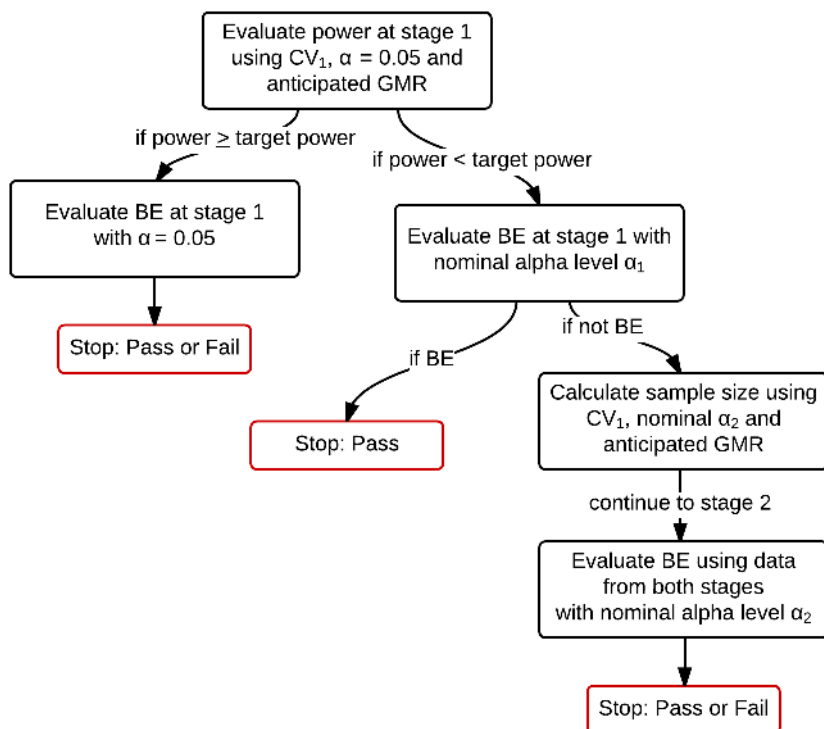 Evaluate power at stage 1
using CV₁, α = 0.05 and
anticipated GMR
if power ≥ target power
if power < target power
Evaluate BE at stage 1
with α = 0.05
Evaluate BE at stage 1 with
nominal alpha level α₁
Stop: Pass or Fail
if BE
if not BE
Stop: Pass
Calculate sample size using
CV₁, nominal α₂ and
anticipated GMR
continue to stage 2
Evaluate BE using data
from both stages
with nominal alpha level α₂
Stop: Pass or Fail